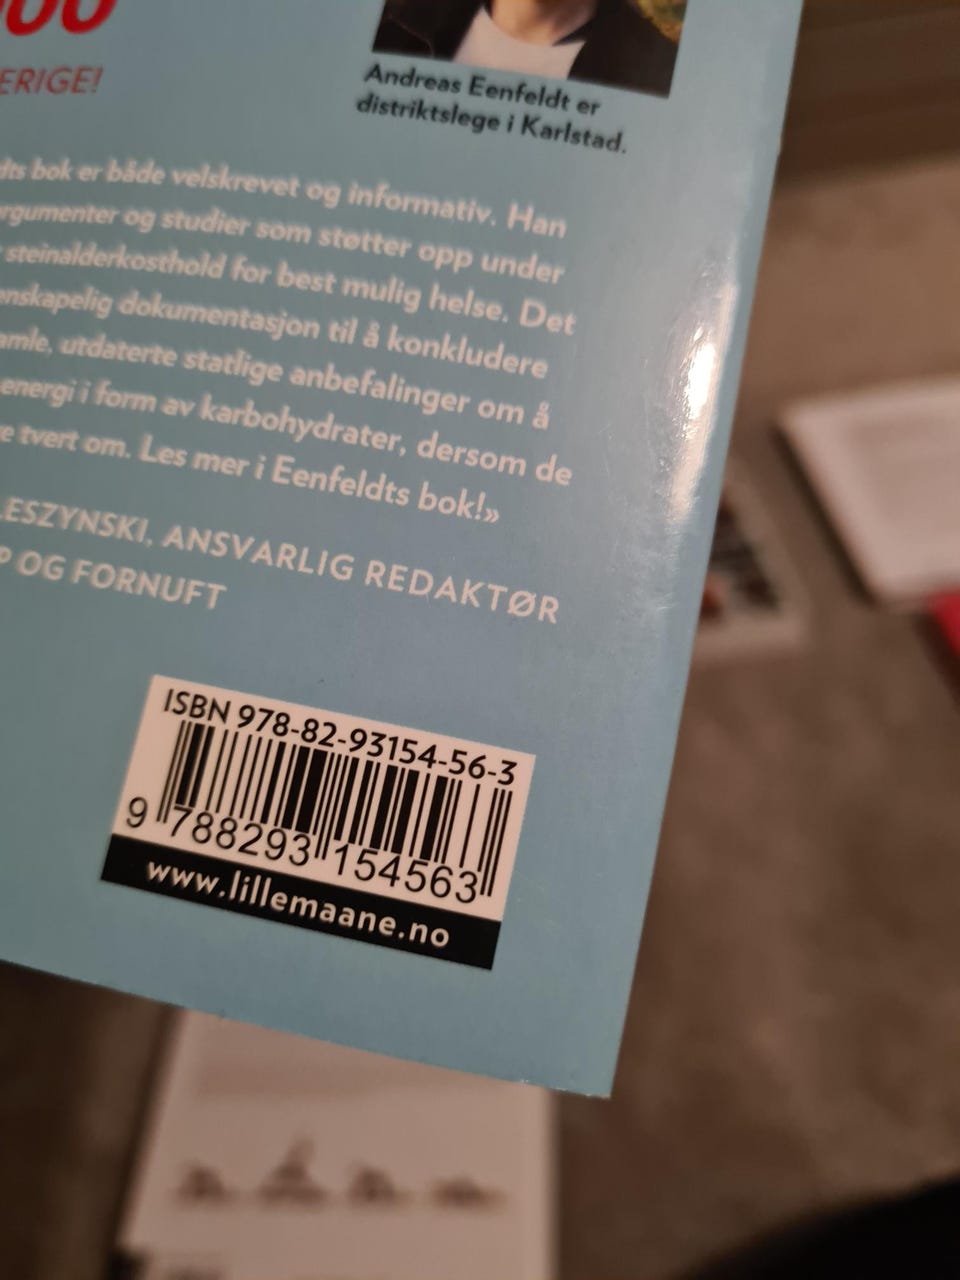 000
ERIGE!
Andreas Eenfeldt er
distriktslege i Karlstad.
dts bok er både velskrevet og informativ. Han
rgumenter og studier som støtter opp under
steinalderkosthold for best mulig helse. Det
enskapelig dokumentasjon til å konkludere
amle, utdaterte statlige anbefalinger om å
energi i form av karbohydrater, dersom de
e tvert om. Les mer i Eenfeldts bok!»
LESZYNSKI, ANSVARLIG REDAKTØR
P OG FORNUFT
ISBN 978-82-93154-56-3
9 788293 154563
www.lillemaane.no